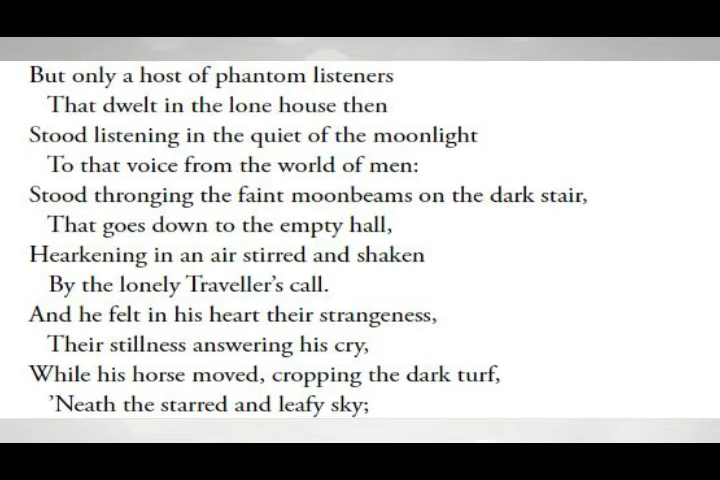 But only a host of phantom listeners
That dwelt in the lone house then
Stood listening in the quiet of the moonlight
To that voice from the world of men:
Stood thronging the faint moonbeams on the dark stair,
That goes down to the empty hall,
Hearkening in an air stirred and shaken
By the lonely Traveller’s call.
And he felt in his heart their strangeness,
Their stillness answering his cry,
While his horse moved, cropping the dark turf,
’Neath the starred and leafy sky;